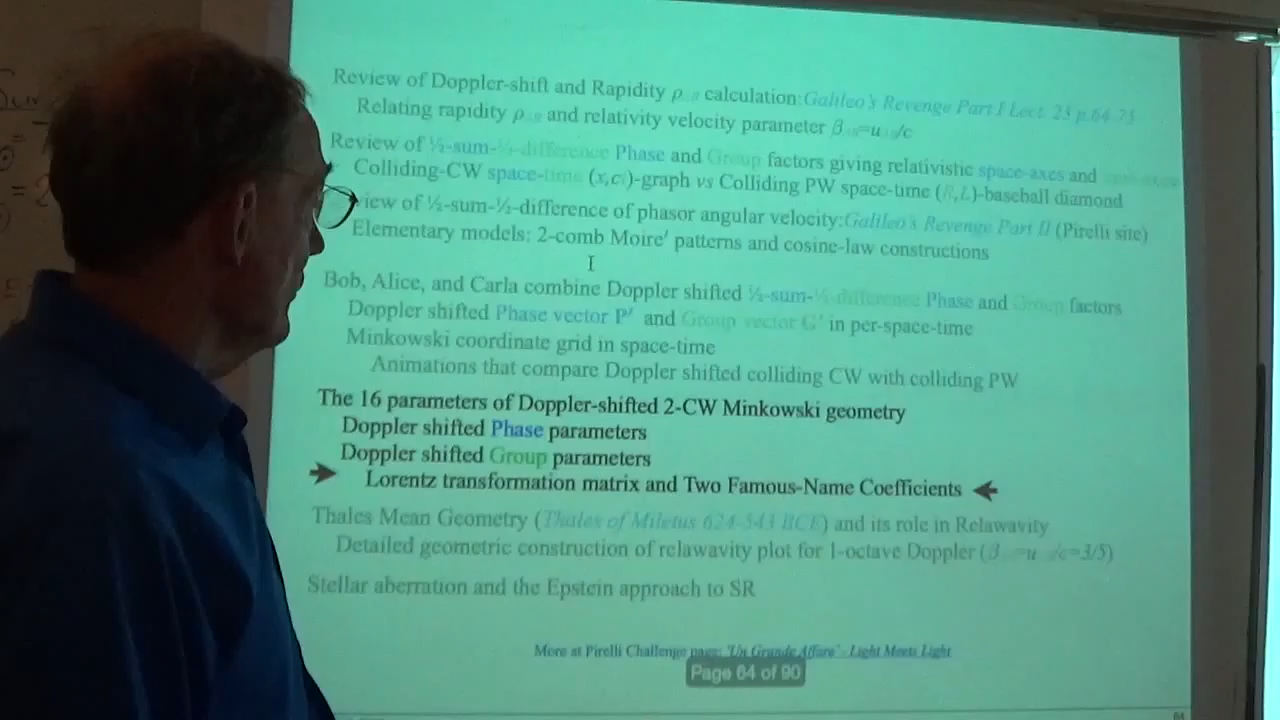 Review of Doppler-shift and Rapidity ρ calculation: Galileo's Revenge Part I Lect. 23 p.64-75
Relating rapidity ρ and relativity velocity parameter β =u /c
Review of ½-sum-½-difference Phase and Group factors giving relativistic space-axes and
Colliding-CW space-time (x,ct)-graph vs Colliding PW space-time (R,L)-baseball diamond
view of ½-sum-½-difference of phasor angular velocity: Galileo's Revenge Part II (Pirelli site)
Elementary models: 2-comb Moire' patterns and cosine-law constructions
Bob, Alice, and Carla combine Doppler shifted ½-sum-½-difference Phase and Group factors
Doppler shifted Phase vector P' and Group vector G' in per-space-time
Minkowski coordinate grid in space-time
Animations that compare Doppler shifted colliding CW with colliding PW
The 16 parameters of Doppler-shifted 2-CW Minkowski geometry
Doppler shifted Phase parameters
Doppler shifted Group parameters
Lorentz transformation matrix and Two Famous-Name Coefficients
Thales Mean Geometry (Thales of Miletus 624-543 BCE) and its role in Relawavity
Detailed geometric construction of relawavity plot for 1-octave Doppler (β =u /c=3/5)
Stellar aberration and the Epstein approach to SR
More at Pirelli Challenge page: 'Un Grande Affare' - Light Meets Light
Page 64 of 90